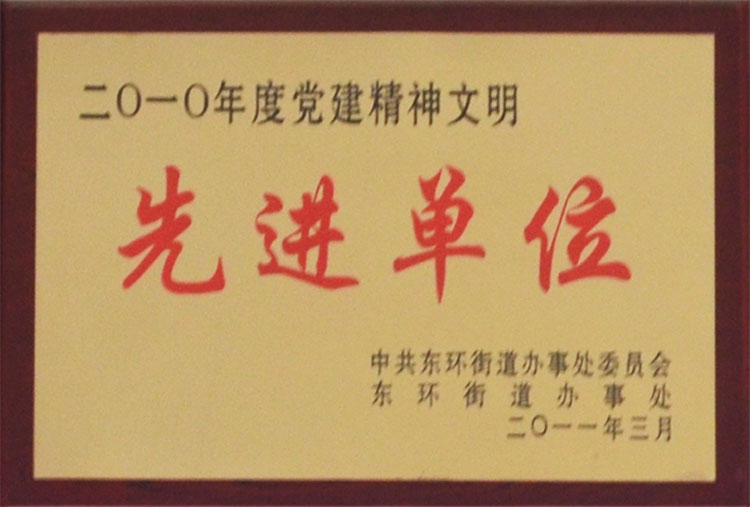 二〇一〇年度党建精神文明
先进单位
中共东环街道办事处委员会
东环街道办事处
二〇一一年三月